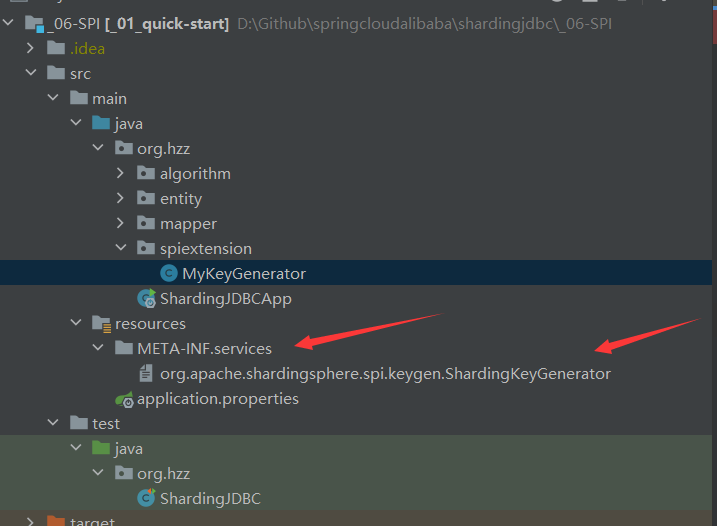 _06-SPI [_01_quick-start] D:\Github\springcloudalibaba\shardingjdbc\_06-SPI
.idea
src
main
java
org.hzz
algorithm
entity
mapper
spiextension
MyKeyGenerator
ShardingJDBCApp
resources
META-INF.services
org.apache.shardingsphere.spi.keygen.ShardingKeyGenerator
application.properties
test
java
org.hzz
ShardingJDBC
target